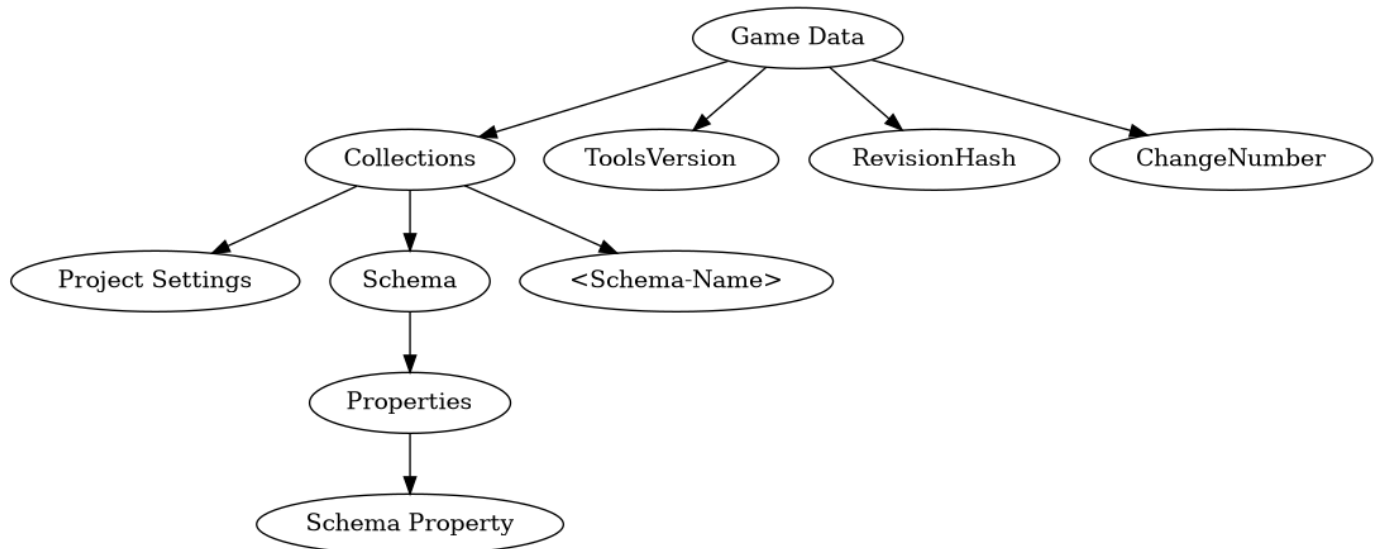 Game Data
Collections
ToolsVersion
RevisionHash
ChangeNumber
Project Settings
Schema
<Schema-Name>
Properties
Schema Property